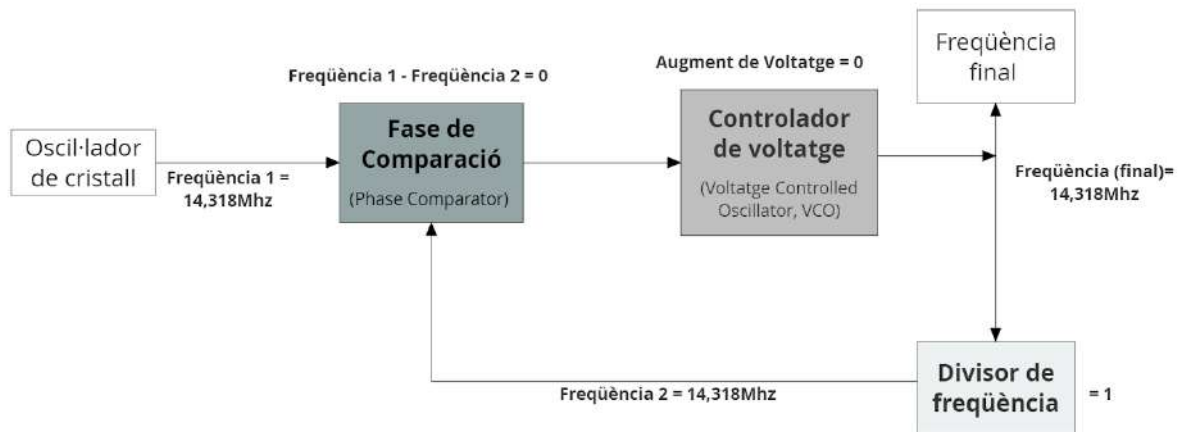 Freqüència
final
Augment de Voltatge = 0
Freqüència 1 - Freqüència 2 = 0
Oscil·lador
de cristall
Freqüència 1 =
14,318Mhz
Fase de
Comparació
(Phase Comparator)
Controlador
de voltatge
(Voltatge Controlled
Oscillator, VCO)
Freqüència (final)=
14,318Mhz
Freqüència 2 = 14,318Mhz
Divisor de
freqüència
= 1